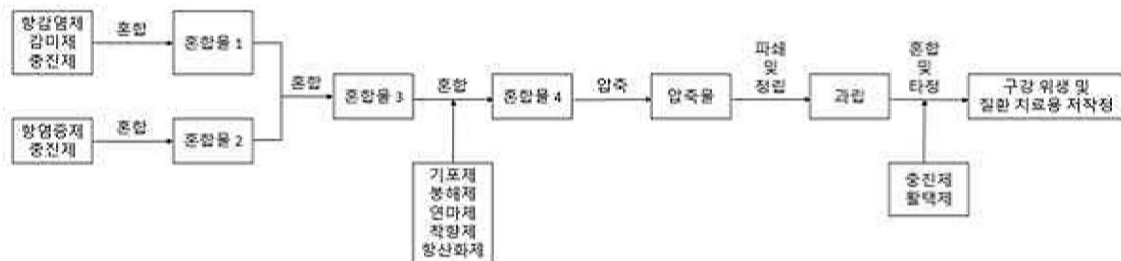 항감염제
감미제
충진제
혼합
혼합물 1
항염증제
충진제
혼합
혼합물 2
혼합
혼합물 3
혼합
기포제
붕해제
연마제
착향제
항산화제
혼합물 4
압축
압축물
파쇄
및
정립
과립
혼합
및
타정
충진제
활택제
구강 위생 및
질환 치료용 저작정